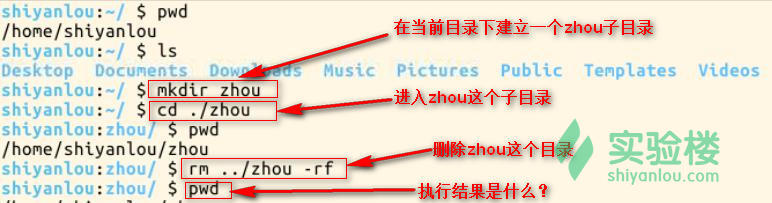 shiyanlou:~/ $ pwd
/home/shiyanlou
在当前目录下建立一个zhou子目录
shiyanlou:~/ $ ls
Desktop Documents Downloads Music Pictures Public Templates Videos
shiyanlou:~/ $ mkdir zhou
shiyanlou:~/ $ cd ./zhou
进入zhou这个子目录
shiyanlou:zhou/ $ pwd
/home/shiyanlou/zhou
删除zhou这个目录
shiyanlou:zhou/ $ rm ../zhou -rf
shiyanlou:zhou/ $ pwd
执行结果是什么?
实验楼
shiyanlou.com